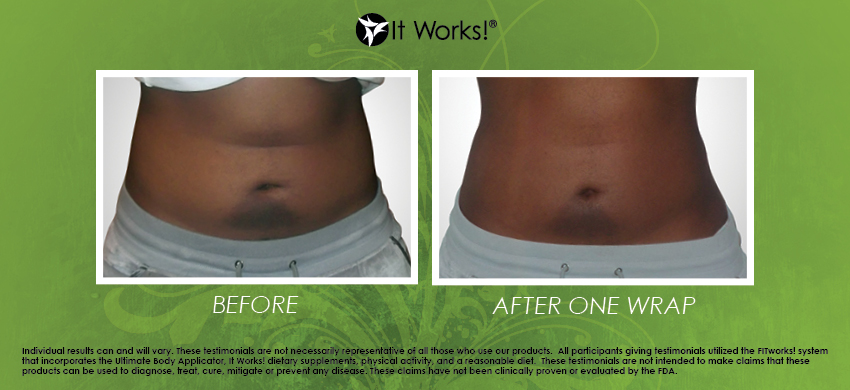 It Works!®
BEFORE
AFTER ONE WRAP
Individual results can and will vary. These testimonials are not necessarily representative of all those who use our products. All participants giving testimonials utilized the FITworks! system
that incorporates the Ultimate Body Applicator, It Works! dietary supplements, physical activity, and a reasonable diet. These testimonials are not intended to make claims that these
products can be used to diagnose, treat, cure, mitigate or prevent any disease. These claims have not been clinically proven or evaluated by the FDA.